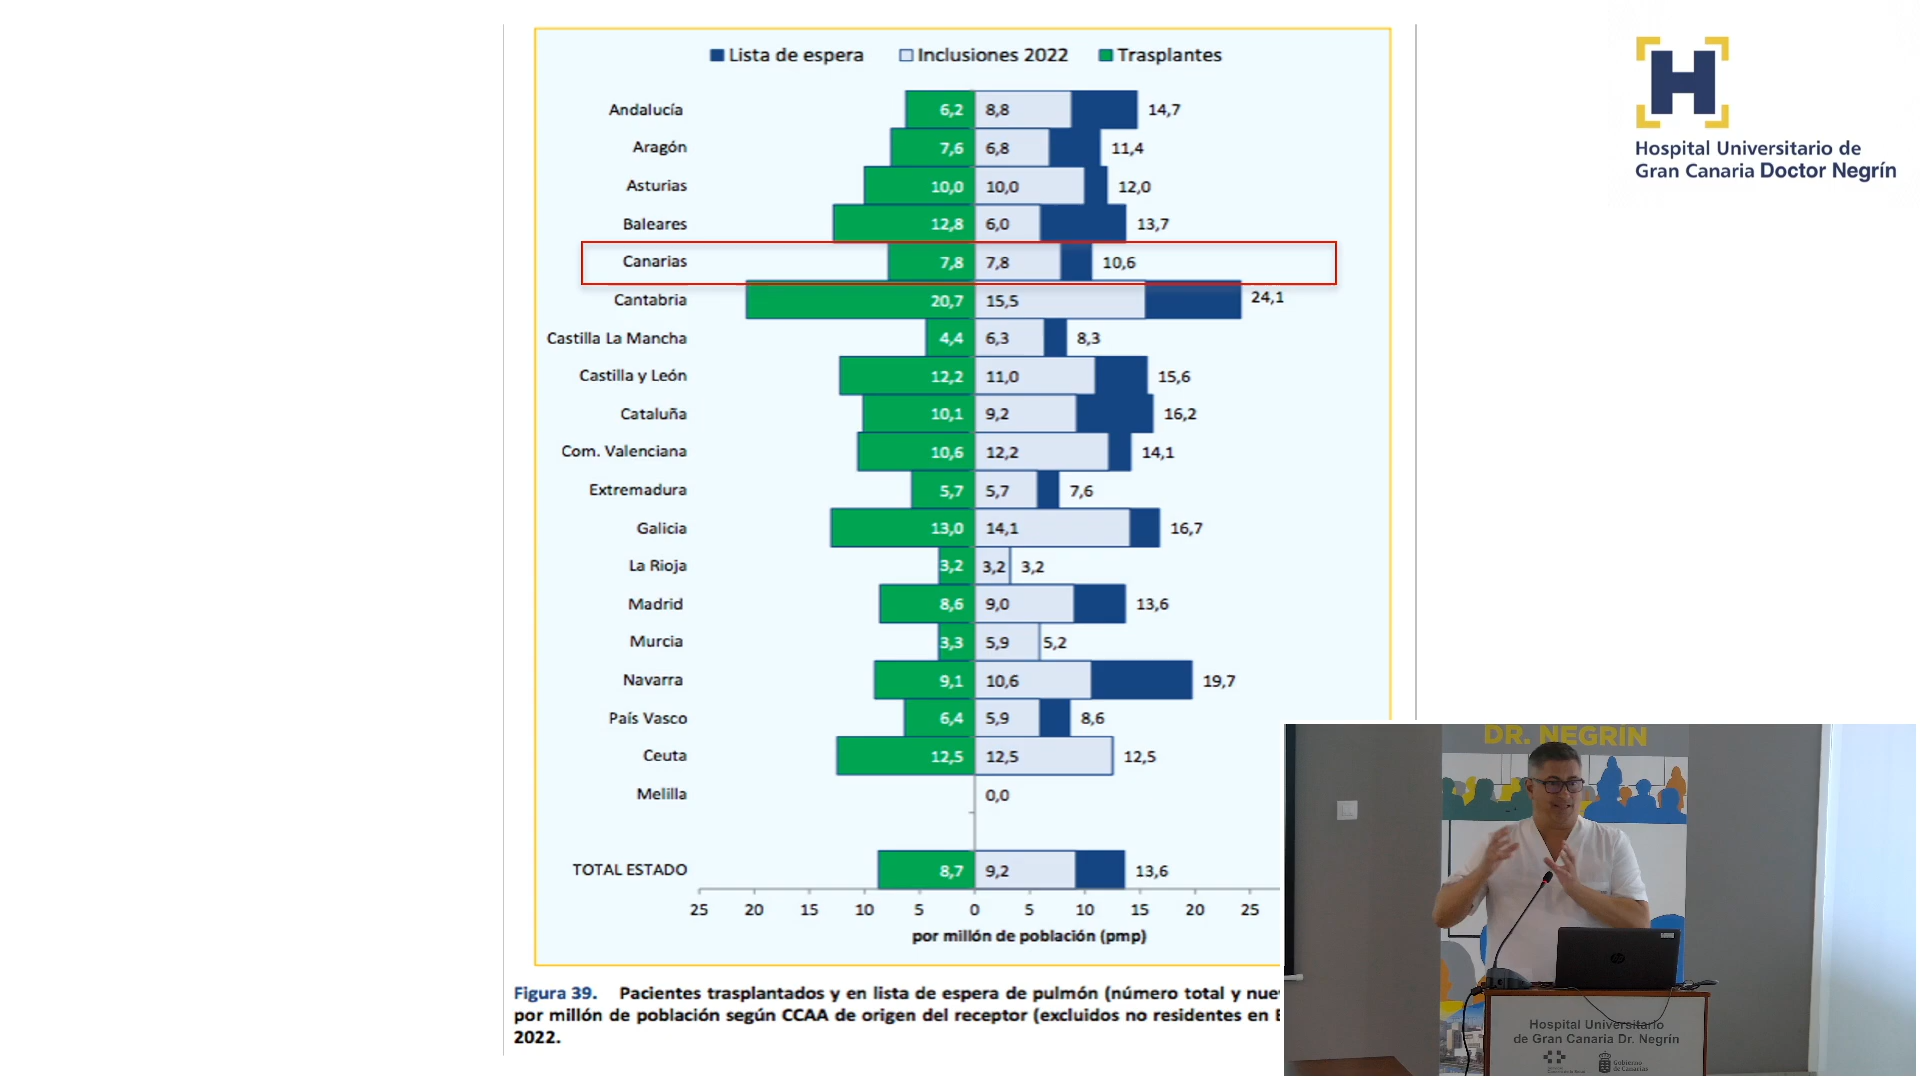 Lista de espera Inclusiones 2022 Trasplantes
Andalucía 6,2 8,8 14,7
Aragón 7,6 6,8 11,4
Asturias 10,0 10,0 12,0
Baleares 12,8 6,0 13,7
Canarias 7,8 7,8 10,6
Cantabria 20,7 15,5 24,1
Castilla La Mancha 4,4 6,3 8,3
Castilla y León 12,2 11,0 15,6
Cataluña 10,1 9,2 16,2
Com. Valenciana 10,6 12,2 14,1
Extremadura 5,7 5,7 7,6
Galicia 13,0 14,1 16,7
La Rioja 3,2 3,2 3,2
Madrid 8,6 9,0 13,6
Murcia 3,3 5,9 5,2
Navarra 9,1 10,6 19,7
País Vasco 6,4 5,9 8,6
Ceuta 12,5 12,5 12,5
Melilla 0,0
TOTAL ESTADO 8,7 9,2 13,6
25 20 15 10 5 0 5 10 15 20 25
por millón de población (pmp)
Figura 39. Pacientes trasplantados y en lista de espera de pulmón (número total y nue
por millón de población según CCAA de origen del receptor (excluidos no residentes en E
2022.
H
Hospital Universitario de
Gran Canaria Doctor Negrín
DR. NEGRÍN
hp
Hospital Universitario
de Gran Canaria Dr. Negrín
Gobierno
de Canarias